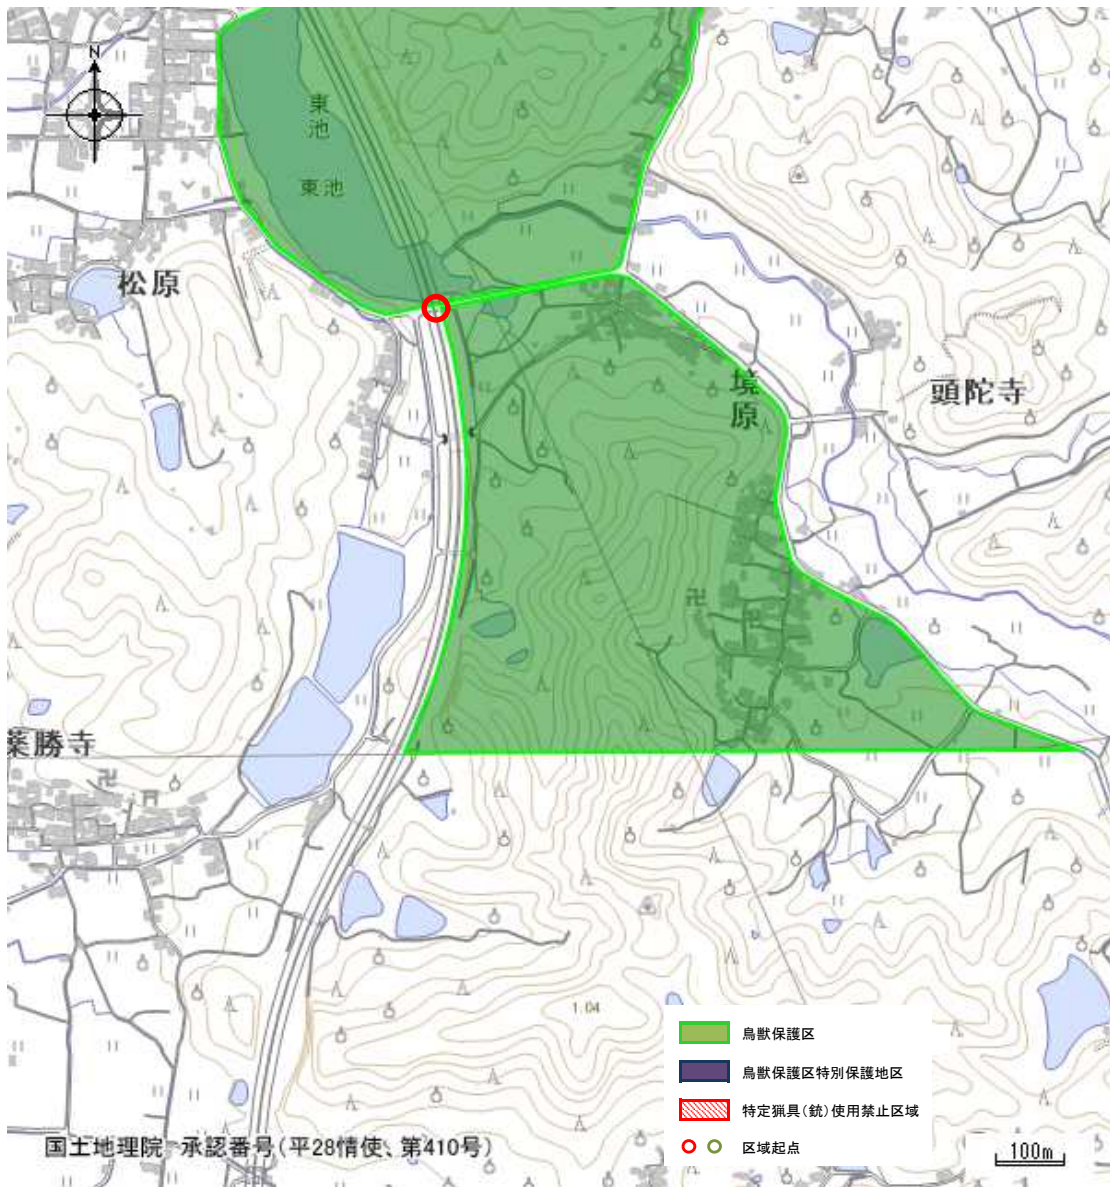 N
東池
東池
松原
境原
頭陀寺
薬勝寺
104
鳥獣保護区
鳥獣保護区特別保護地区
特定猟具(銃)使用禁止区域
区域起点
国土地理院 承認番号(平28情使、第410号)
100m